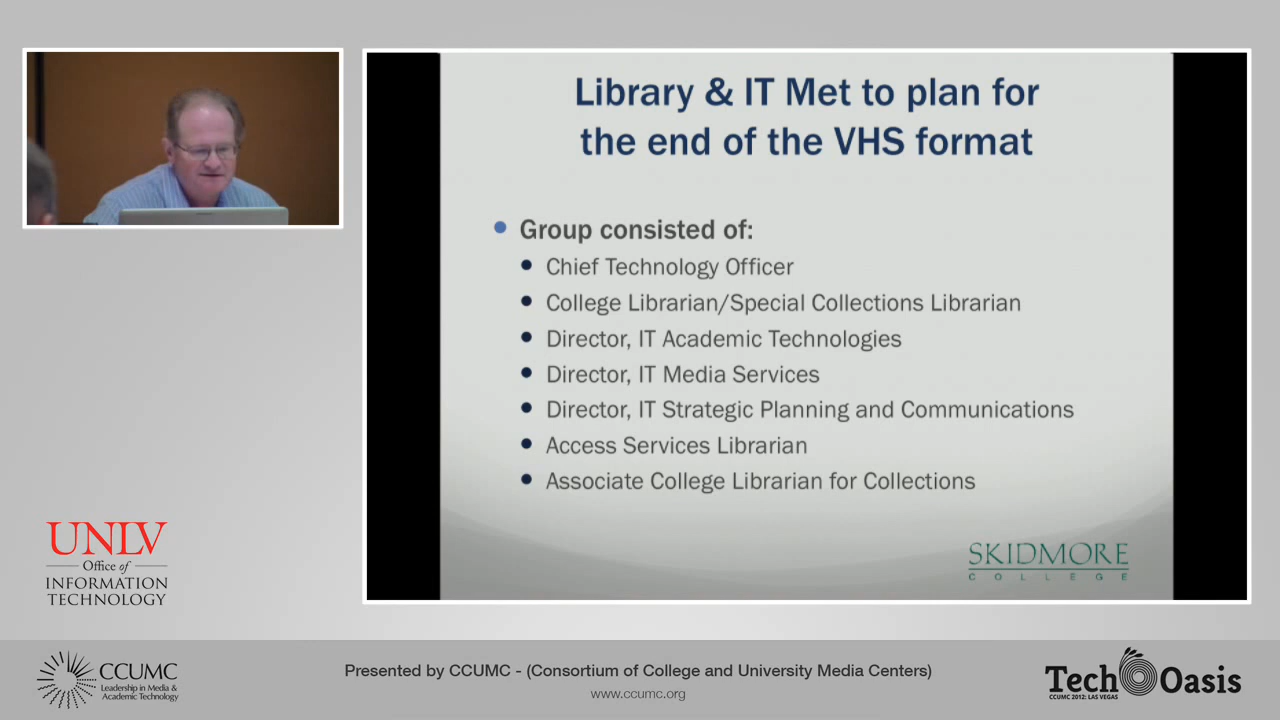 Library & IT Met to plan for
the end of the VHS format
Group consisted of:
Chief Technology Officer
College Librarian/Special Collections Librarian
Director, IT Academic Technologies
Director, IT Media Services
Director, IT Strategic Planning and Communications
Access Services Librarian
Associate College Librarian for Collections
SKIDMORE
COLLEGE
UNLV
Office of
INFORMATION
TECHNOLOGY
CCUMC
Leadership in Media &
Academic Technology
Presented by CCUMC - (Consortium of College and University Media Centers)
www.ccumc.org
Tech Oasis
CCUMC 2012: LAS VEGAS